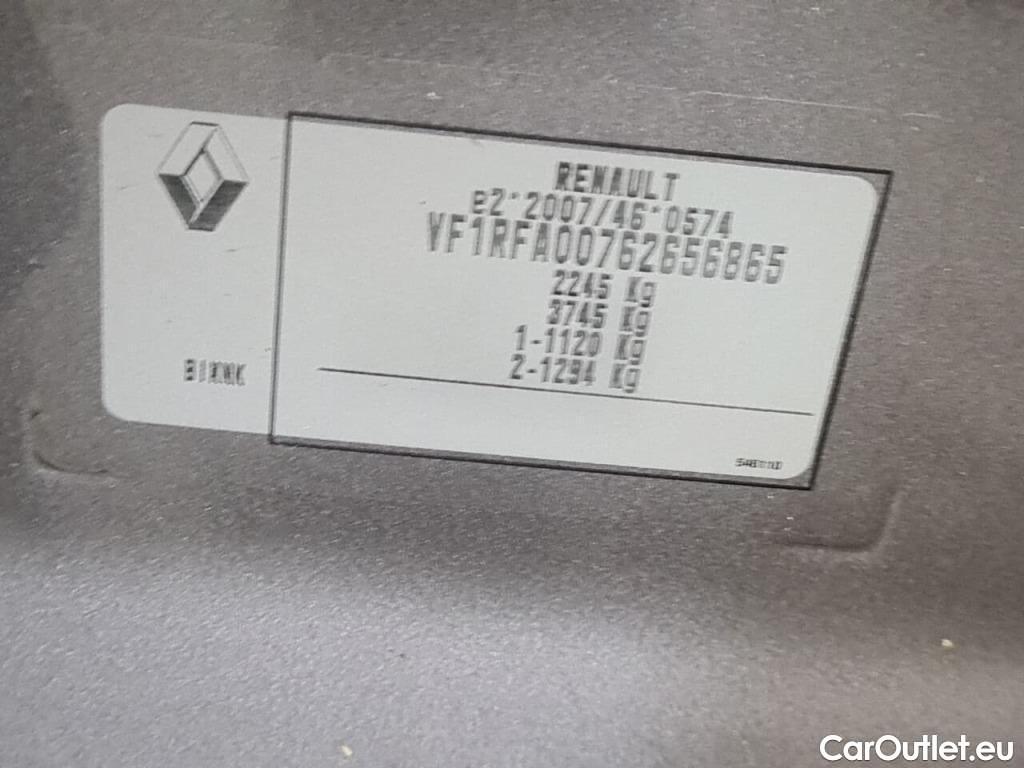 RENAULT
e2*2007/46*0574
VF1RFA00762656865
2245 Kg
3745 Kg
1-1120 Kg
2-1294 Kg
CarOutlet.eu